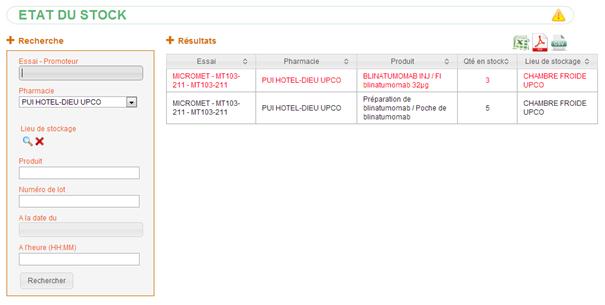 ETAT DU STOCK
Recherche
Essai - Promoteur
Pharmacie
PUI HOTEL-DIEU UPCO
Lieu de stockage
Produit
Numéro de lot
A la date du
A l'heure (HH:MM)
Rechercher
Résultats
CSV
Essai Pharmacie Produit Qté en stock Lieu de stockage
MICROMET - MT103-
211 - MT103-211
PUI HOTEL-DIEU UPCO
BLINATUMOMAB INJ / Fl
blinatumomab 32µg
3
CHAMBRE FROIDE
UPCO
MICROMET - MT103-
211 - MT103-211
PUI HOTEL-DIEU UPCO
Préparation de
blinatumomab / Poche de
blinatumomab
5
CHAMBRE FROIDE
UPCO